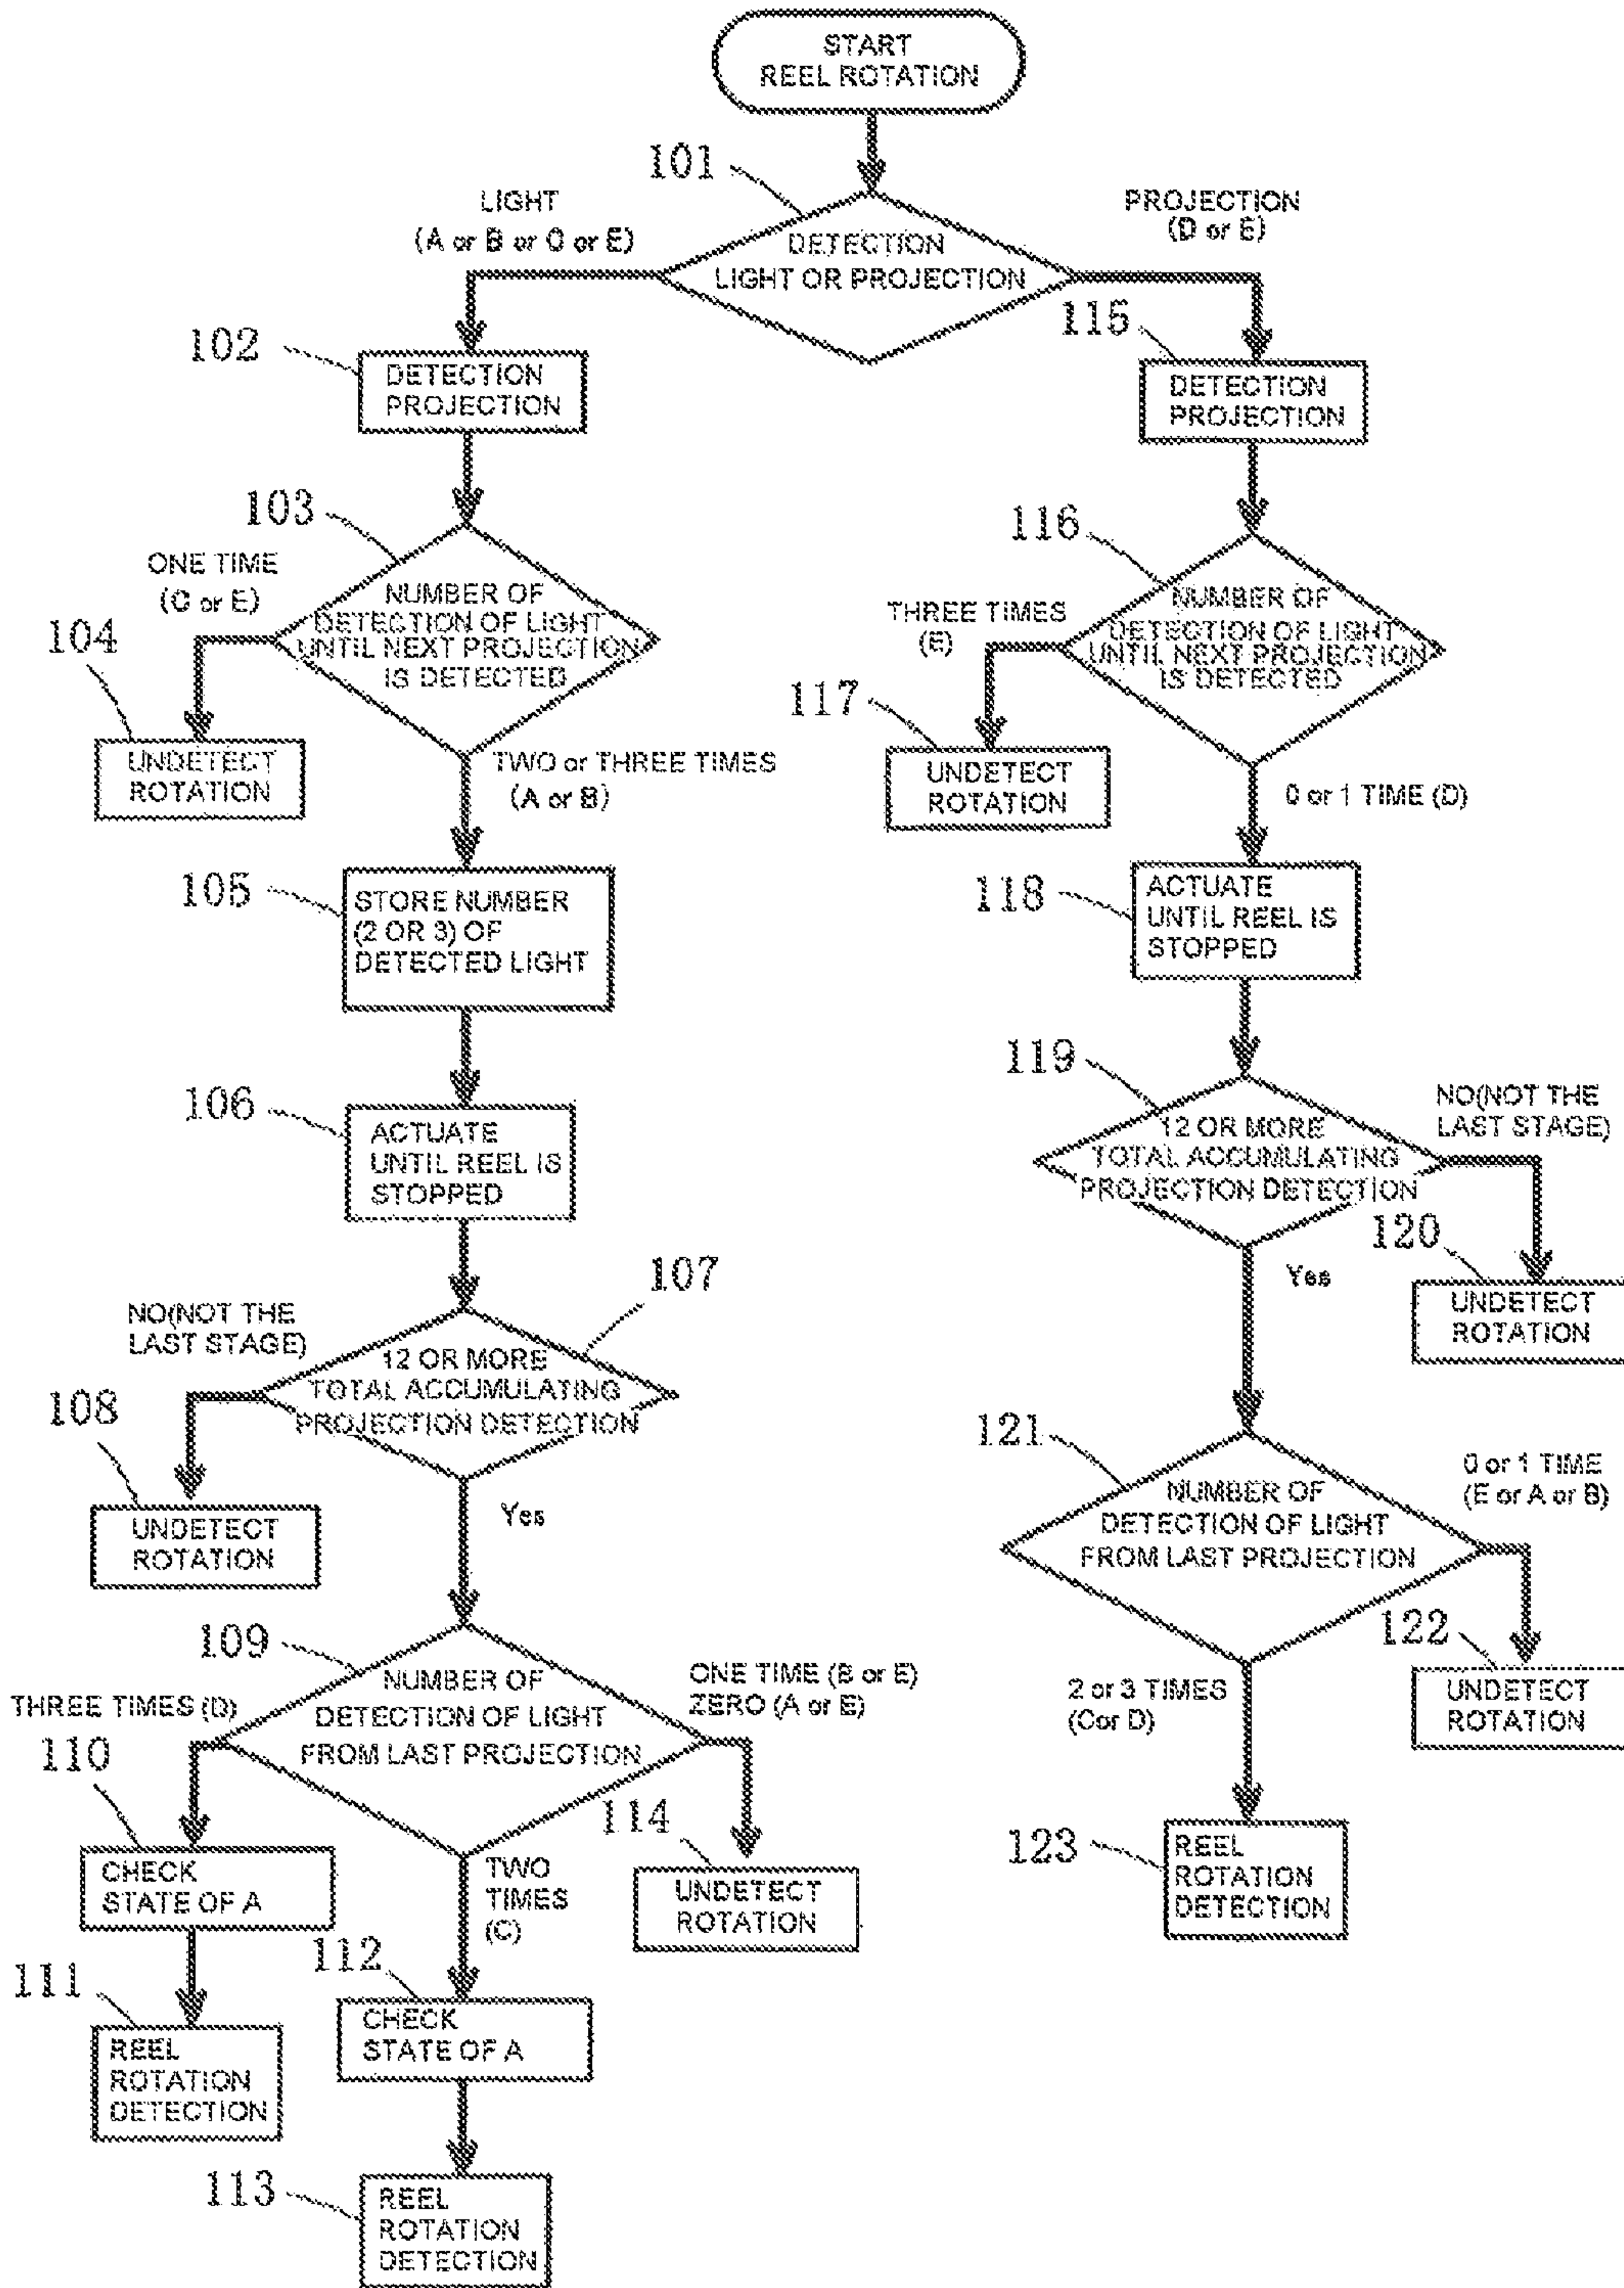 START
REEL ROTATION
101
LIGHT
(A or B or C or E)
PROJECTION
(D or E)
DETECTION
LIGHT OR PROJECTION
102
DETECTION
PROJECTION
103
ONE TIME
(C or E)
NUMBER OF
DETECTION OF LIGHT
UNTIL NEXT PROJECTION
IS DETECTED
104
UNDETECT
ROTATION
TWO or THREE TIMES
(A or B)
105
STORE NUMBER
(2 OR 3) OF
DETECTED LIGHT
106
ACTUATE
UNTIL REEL IS
STOPPED
107
NO(NOT THE
LAST STAGE)
12 OR MORE
TOTAL ACCUMULATING
PROJECTION DETECTION
108
UNDETECT
ROTATION
Yes
109
NUMBER OF
DETECTION OF LIGHT
FROM LAST PROJECTION
THREE TIMES (D)
ONE TIME (B or E)
ZERO (A or E)
110
CHECK
STATE OF A
111
REEL
ROTATION
DETECTION
TWO
TIMES
(C)
112
CHECK
STATE OF A
113
REEL
ROTATION
DETECTION
114
UNDETECT
ROTATION
115
DETECTION
PROJECTION
116
NUMBER OF
DETECTION OF LIGHT
UNTIL NEXT PROJECTION
IS DETECTED
THREE TIMES
(E)
117
UNDETECT
ROTATION
0 or 1 TIME (D)
118
ACTUATE
UNTIL REEL IS
STOPPED
119
12 OR MORE
TOTAL ACCUMULATING
PROJECTION DETECTION
NO(NOT THE
LAST STAGE)
120
UNDETECT
ROTATION
Yes
121
NUMBER OF
DETECTION OF LIGHT
FROM LAST PROJECTION
0 or 1 TIME
(E or A or B)
122
UNDETECT
ROTATION
2 or 3 TIMES
(Cor D)
123
REEL
ROTATION
DETECTION